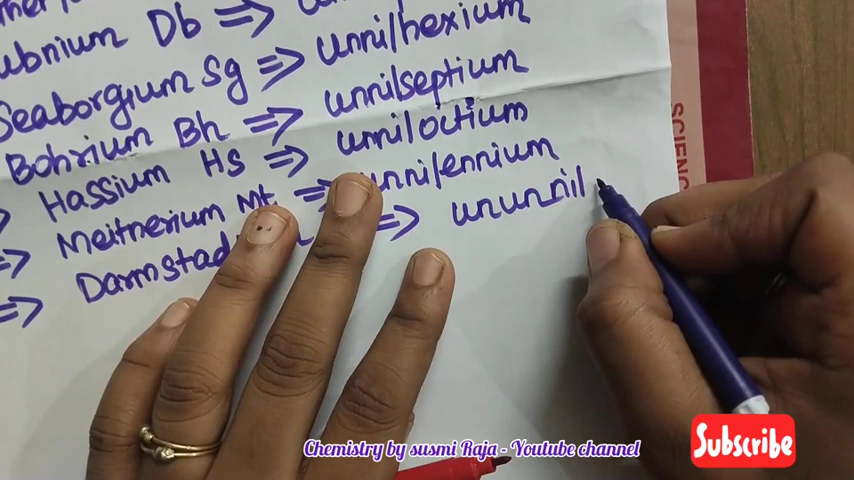 Db ⇒
ubnium
Seaborgium Sg ⇒ unnilhexium
Bohrium Bh ⇒ unnilseptium
Hassium Hs ⇒ unniloctium
⇒ Meitnerium Mt ⇒ unnilennium
⇒ Darmstad ⇒ ununnil
SCIENC
Chemistry by susmi Raja - Youtube channel
Subscribe